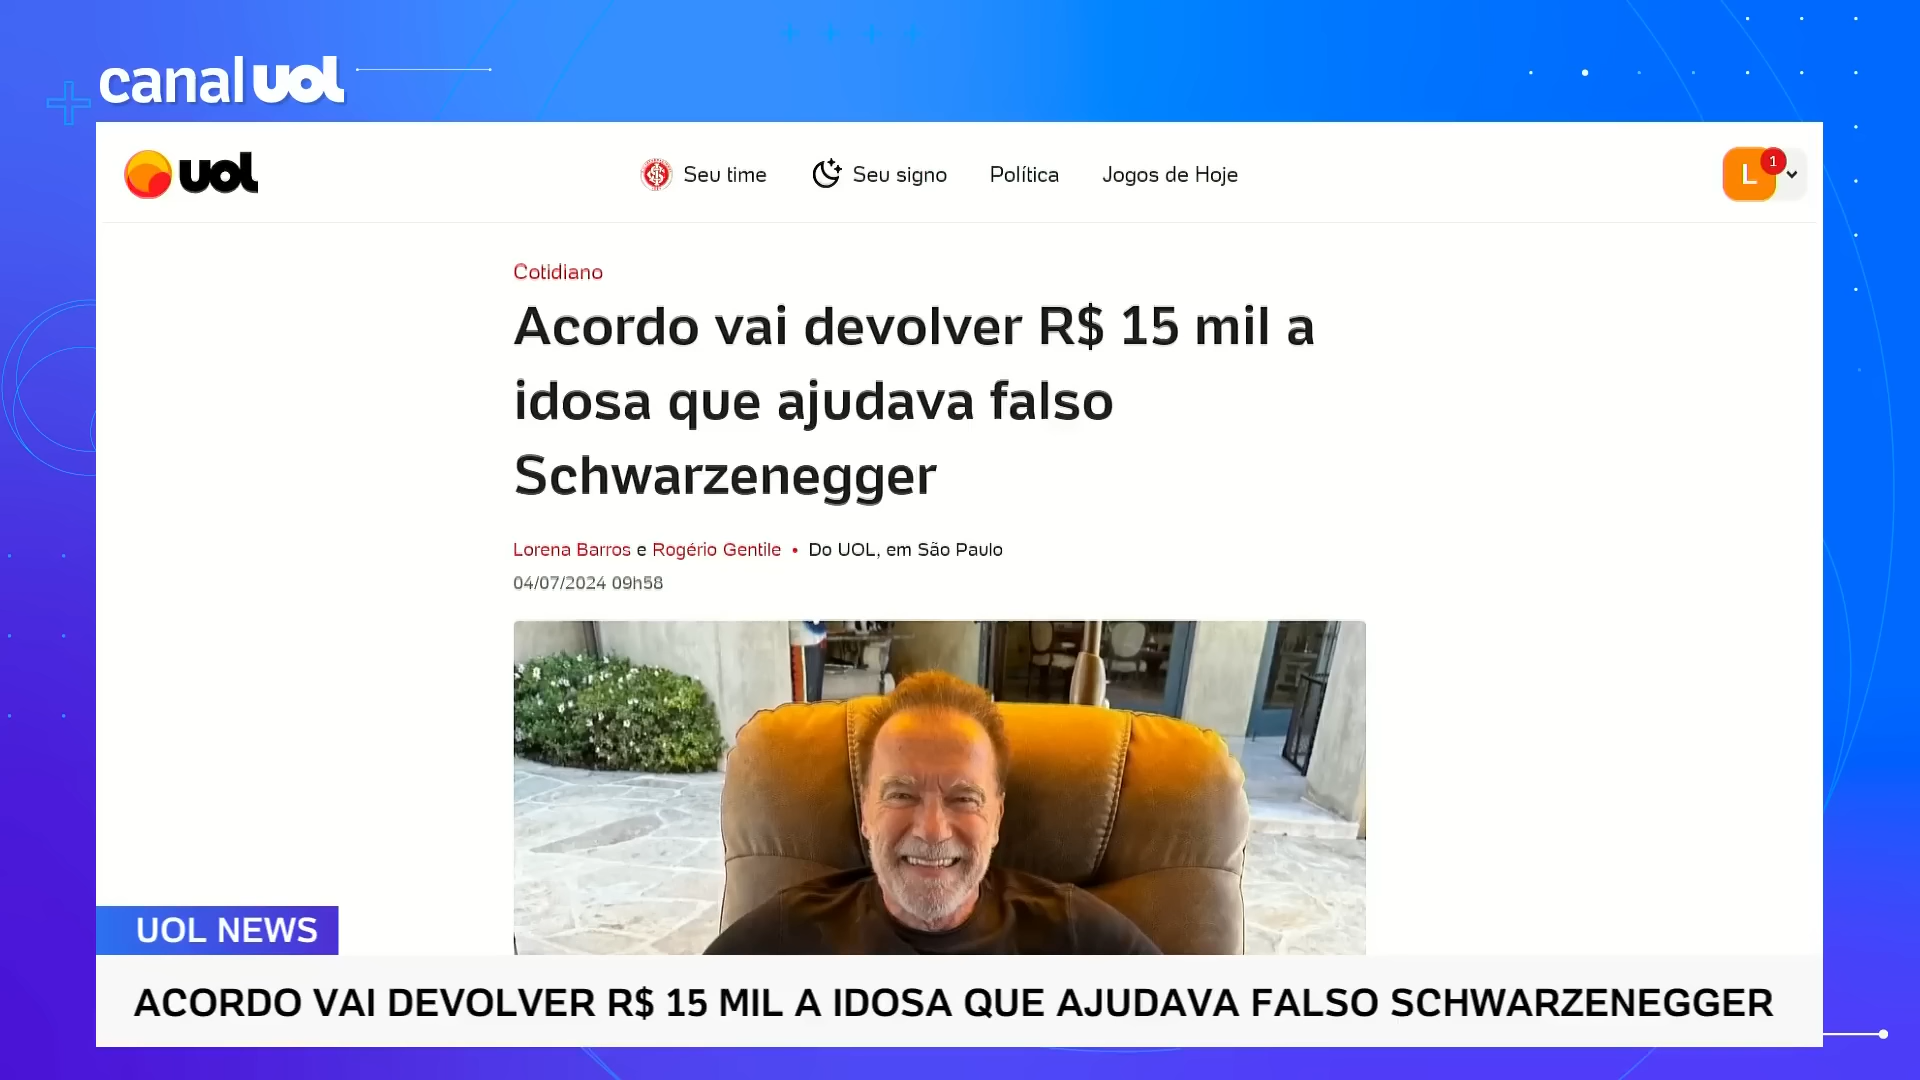 canal uol
uol
Seu time
Seu signo
Política
Jogos de Hoje
L
1
Cotidiano
Acordo vai devolver R$ 15 mil a
idosa que ajudava falso
Schwarzenegger
Lorena Barros e Rogério Gentile • Do UOL, em São Paulo
04/07/2024 09h58
UOL NEWS
ACORDO VAI DEVOLVER R$ 15 MIL A IDOSA QUE AJUDAVA FALSO SCHWARZENEGGER